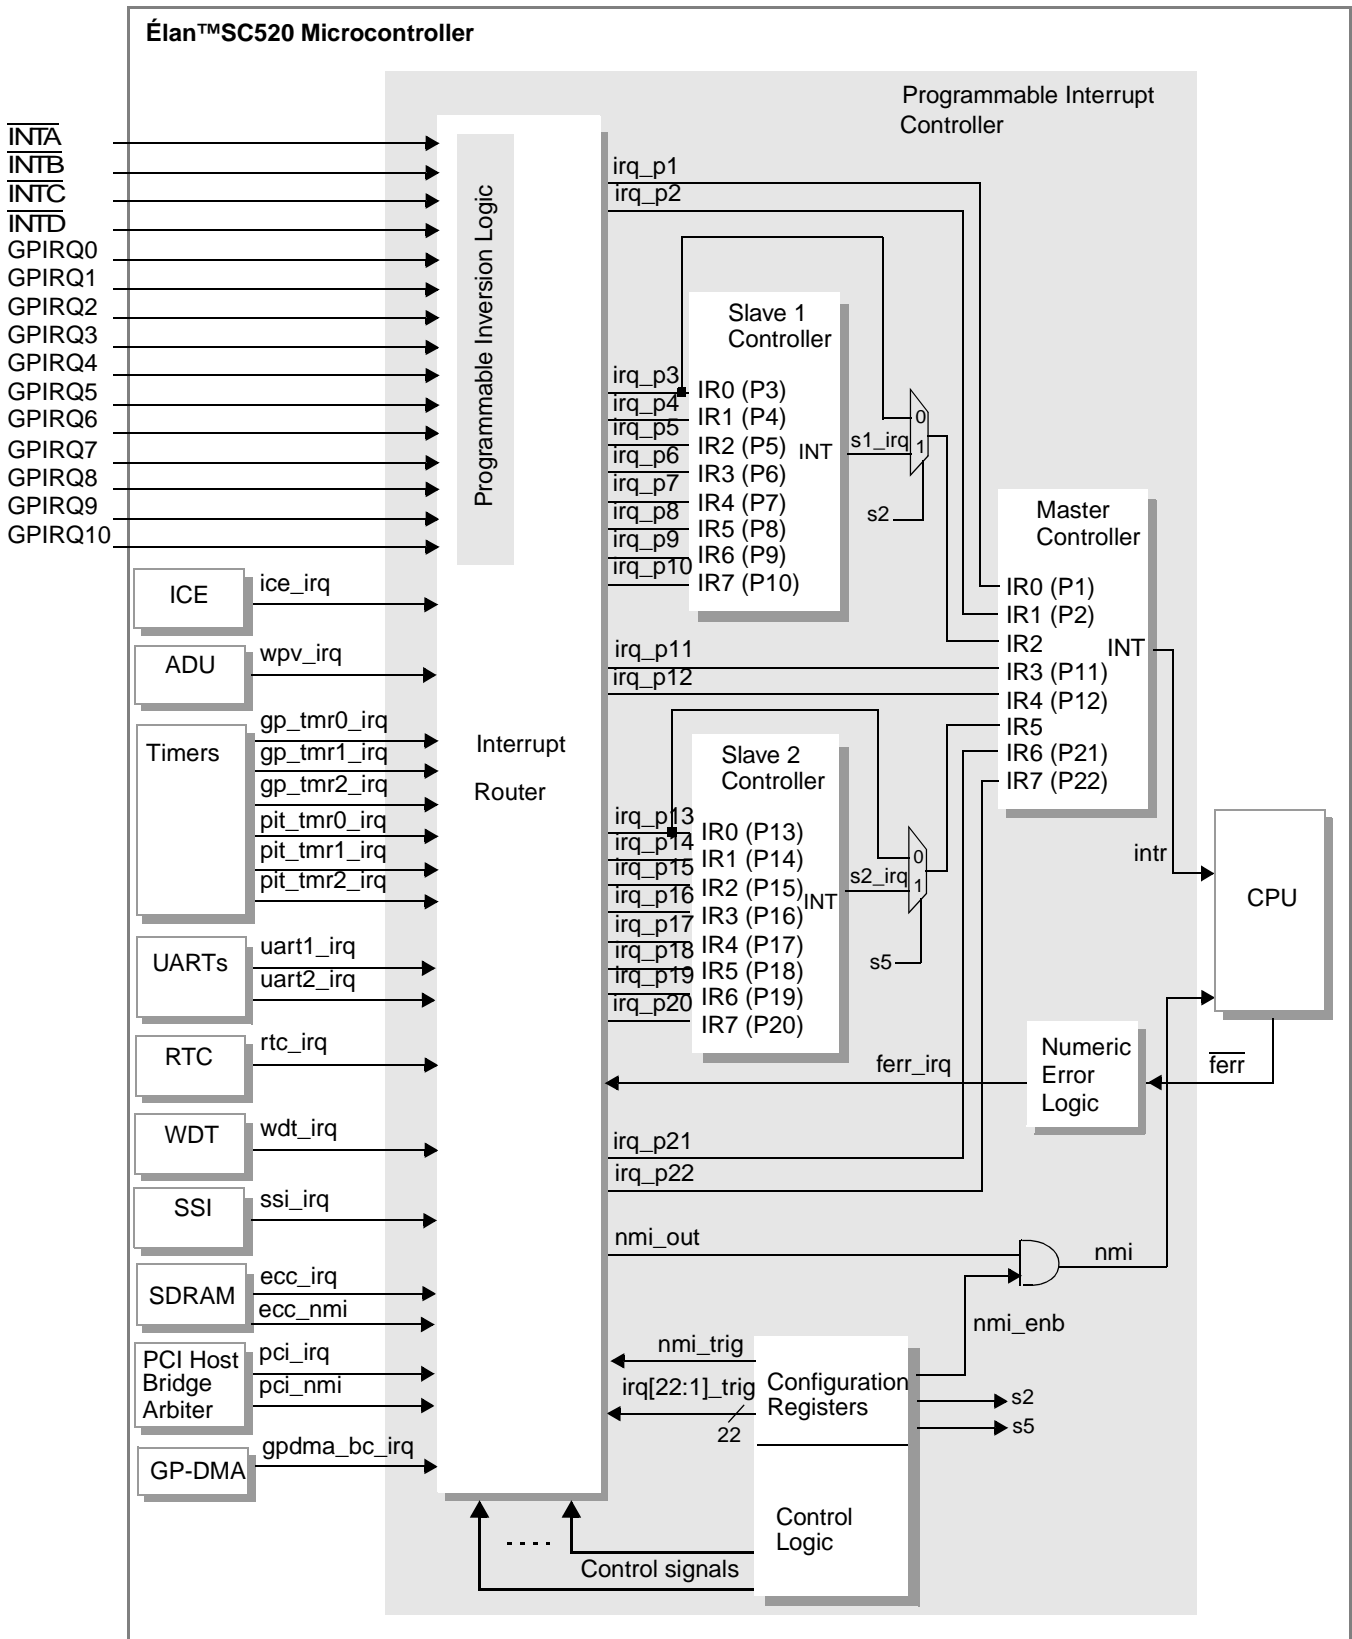 Élan™SC520 Microcontroller
Programmable Interrupt
Controller
INTA
INTB
INTC
INTD
GPIRQ0
GPIRQ1
GPIRQ2
GPIRQ3
GPIRQ4
GPIRQ5
GPIRQ6
GPIRQ7
GPIRQ8
GPIRQ9
GPIRQ10
Programmable Inversion Logic
Interrupt
Router
ICE
ice_irq
ADU
wpv_irq
Timers
gp_tmr0_irq
gp_tmr1_irq
gp_tmr2_irq
pit_tmr0_irq
pit_tmr1_irq
pit_tmr2_irq
UARTs
uart1_irq
uart2_irq
RTC
rtc_irq
WDT
wdt_irq
SSI
ssi_irq
SDRAM
ecc_irq
ecc_nmi
PCI Host
Bridge
Arbiter
pci_irq
pci_nmi
GP-DMA
gpdma_bc_irq
irq_p1
irq_p2
irq_p3
irq_p4
irq_p5
irq_p6
irq_p7
irq_p8
irq_p9
irq_p10
Slave 1
Controller
IR0 (P3)
IR1 (P4)
IR2 (P5)
IR3 (P6)
IR4 (P7)
IR5 (P8)
IR6 (P9)
IR7 (P10)
INT
s1_irq
0
1
s2
irq_p11
irq_p12
Master
Controller
IR0 (P1)
IR1 (P2)
IR2
IR3 (P11)
IR4 (P12)
IR5
IR6 (P21)
IR7 (P22)
INT
irq_p13
irq_p14
irq_p15
irq_p16
irq_p17
irq_p18
irq_p19
irq_p20
Slave 2
Controller
IR0 (P13)
IR1 (P14)
IR2 (P15)
IR3 (P16)
IR4 (P17)
IR5 (P18)
IR6 (P19)
IR7 (P20)
INT
s2_irq
0
1
s5
intr
CPU
ferr_irq
Numeric
Error
Logic
ferr
irq_p21
irq_p22
nmi_out
nmi
nmi_enb
nmi_trig
irq[22:1]_trig
22
Configuration
Registers
s2
s5
Control
Logic
Control signals